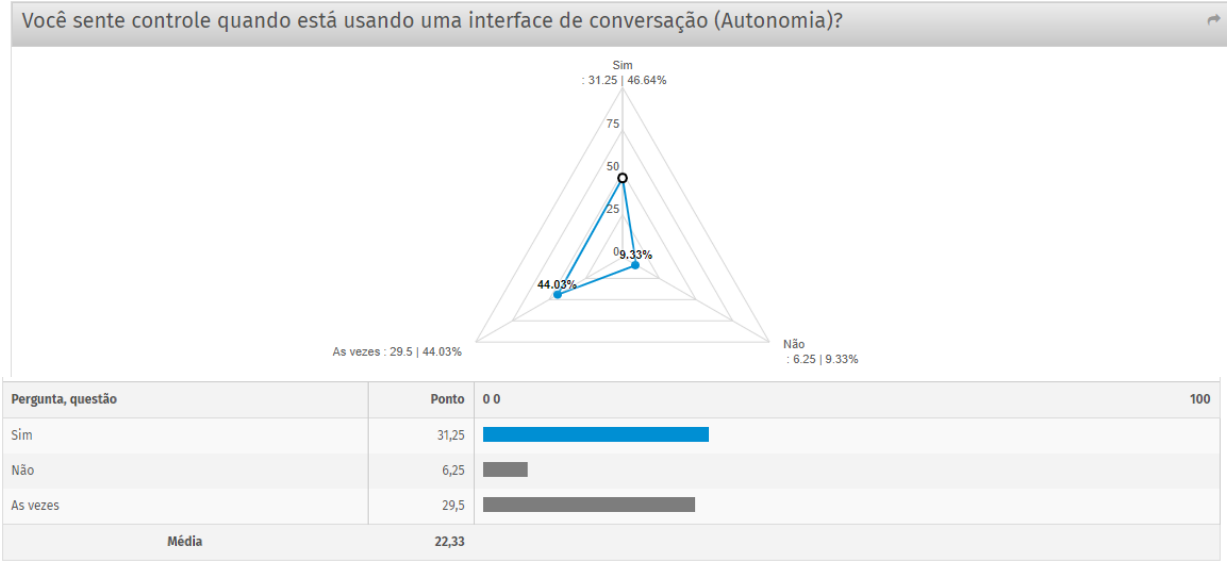 Você sente controle quando está usando uma interface de conversação (Autonomia)?
Sim
: 31.25 | 46.64%
75
50
25
0
9.33%
44.03%
As vezes : 29.5 | 44.03%
Não
: 6.25 | 9.33%
Pergunta, questão Ponto 0 0 100
Sim 31,25
Não 6,25
As vezes 29,5
Média 22,33